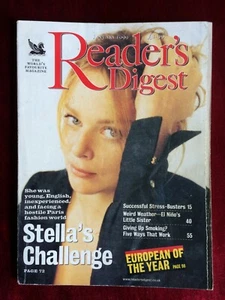 THE
WORLD'S
FAVOURITE
MAGAZINE
Reader's
Digest
She was
young, English,
inexperienced,
and facing a
hostile Paris
fashion world
Stella's
Challenge
PAGE 72
Successful Stress-Busters 15
Weird Weather–El Niño's
Little Sister 40
Giving Up Smoking?
Five Ways That Work 55
EUROPEAN OF
THE YEAR